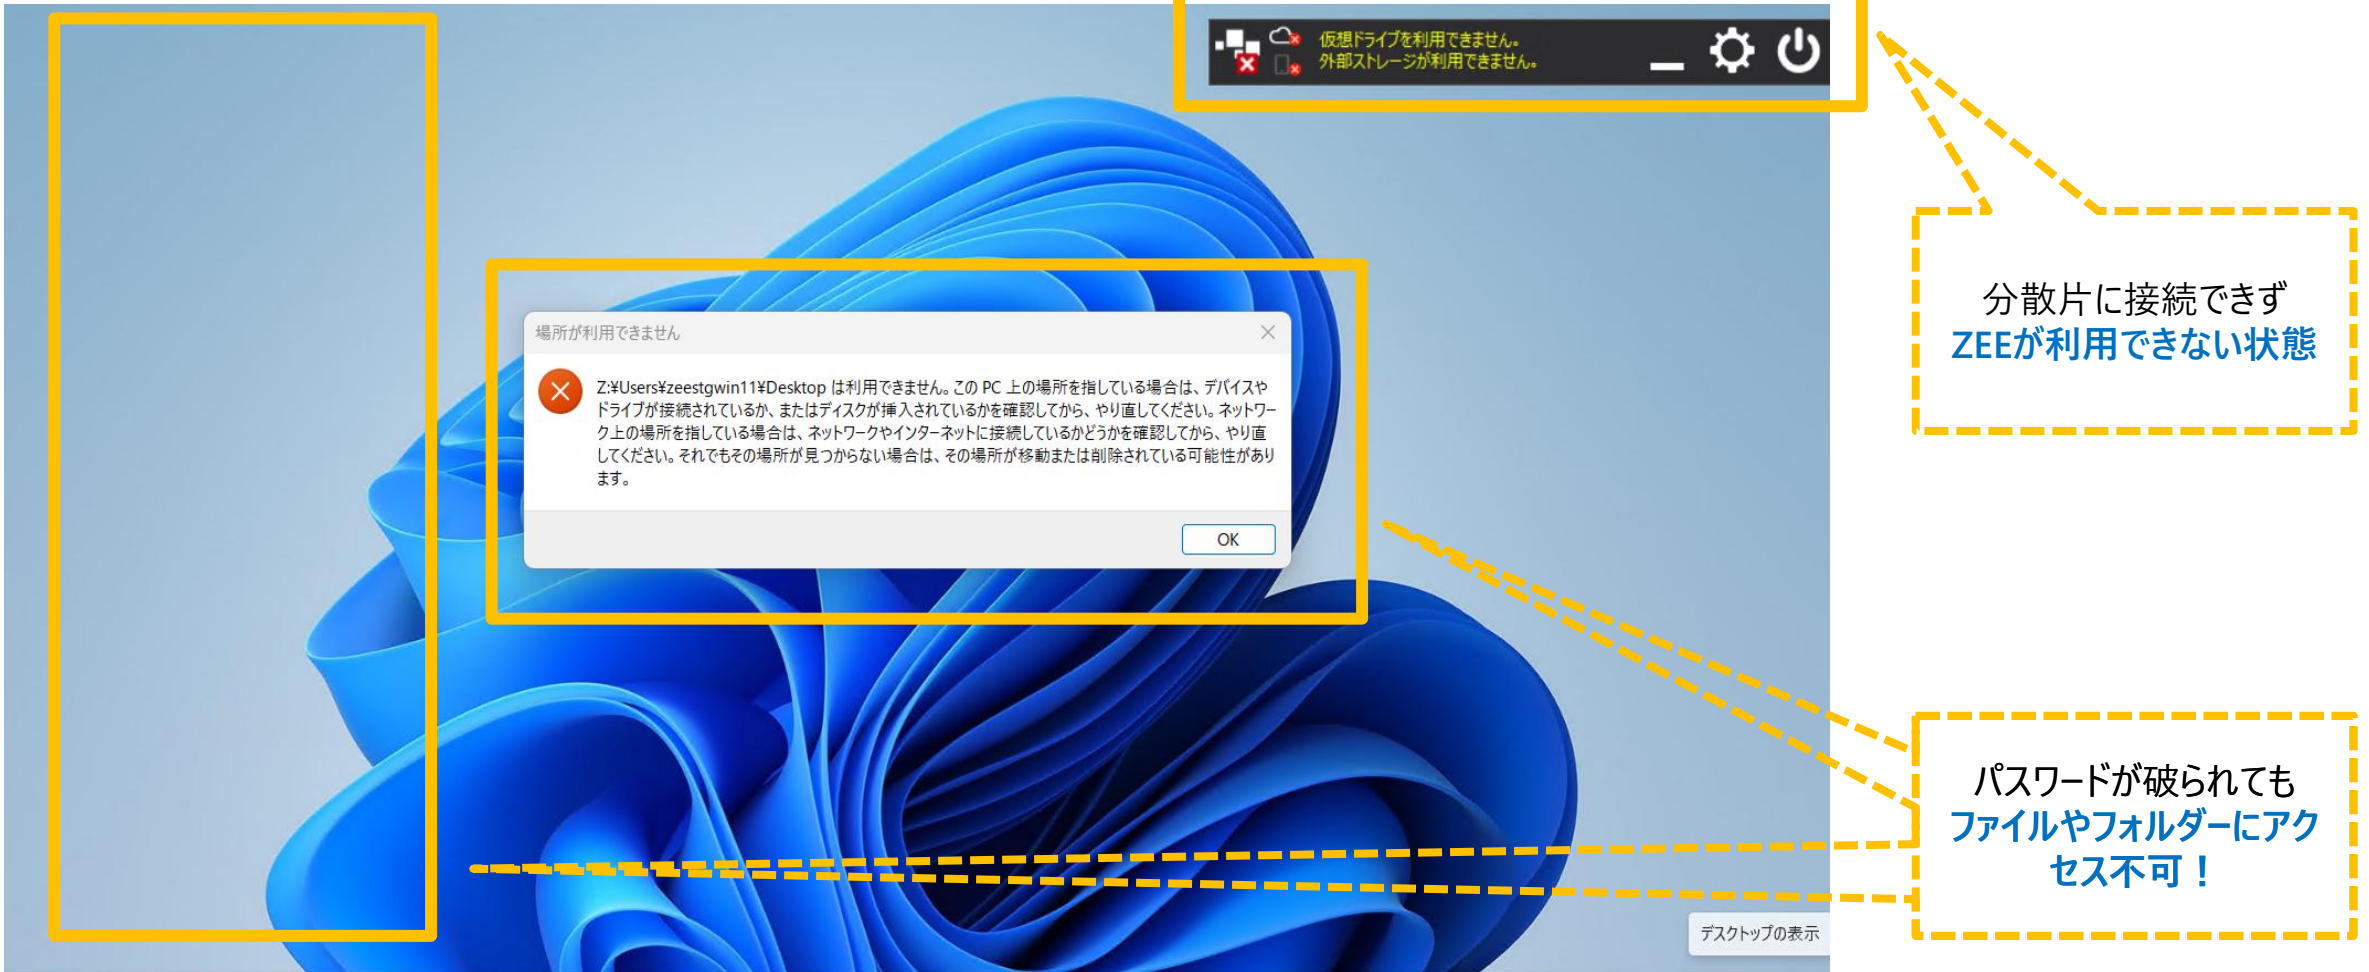 仮想ドライブを利用できません。
外部ストレージが利用できません。
分散片に接続できず
ZEEが利用できない状態
場所が利用できません
Z:¥Users¥zeestgwin11¥Desktop は利用できません。この PC 上の場所を指している場合は、デバイスや
ドライブが接続されているか、またはディスクが挿入されているかを確認してから、やり直してください。ネットワー
ク上の場所を指している場合は、ネットワークやインターネットに接続しているかどうかを確認してから、やり直
してください。それでもその場所が見つからない場合は、その場所が移動または削除されている可能性があり
ます。
OK
パスワードが破られても
ファイルやフォルダーにアク
セス不可！
デスクトップの表示